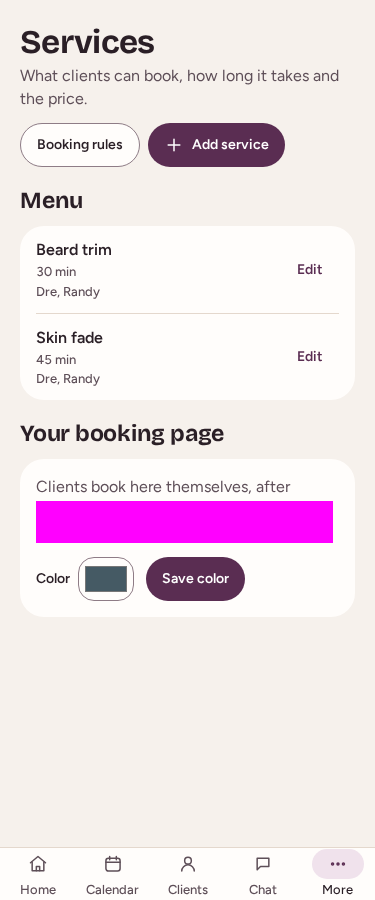 Services
What clients can book, how long it takes and
the price.
Booking rules
Add service
Menu
Beard trim
30 min
Dre, Randy
Edit
Skin fade
45 min
Dre, Randy
Edit
Your booking page
Clients book here themselves, after
Color
Save color
Home
Calendar
Clients
Chat
More